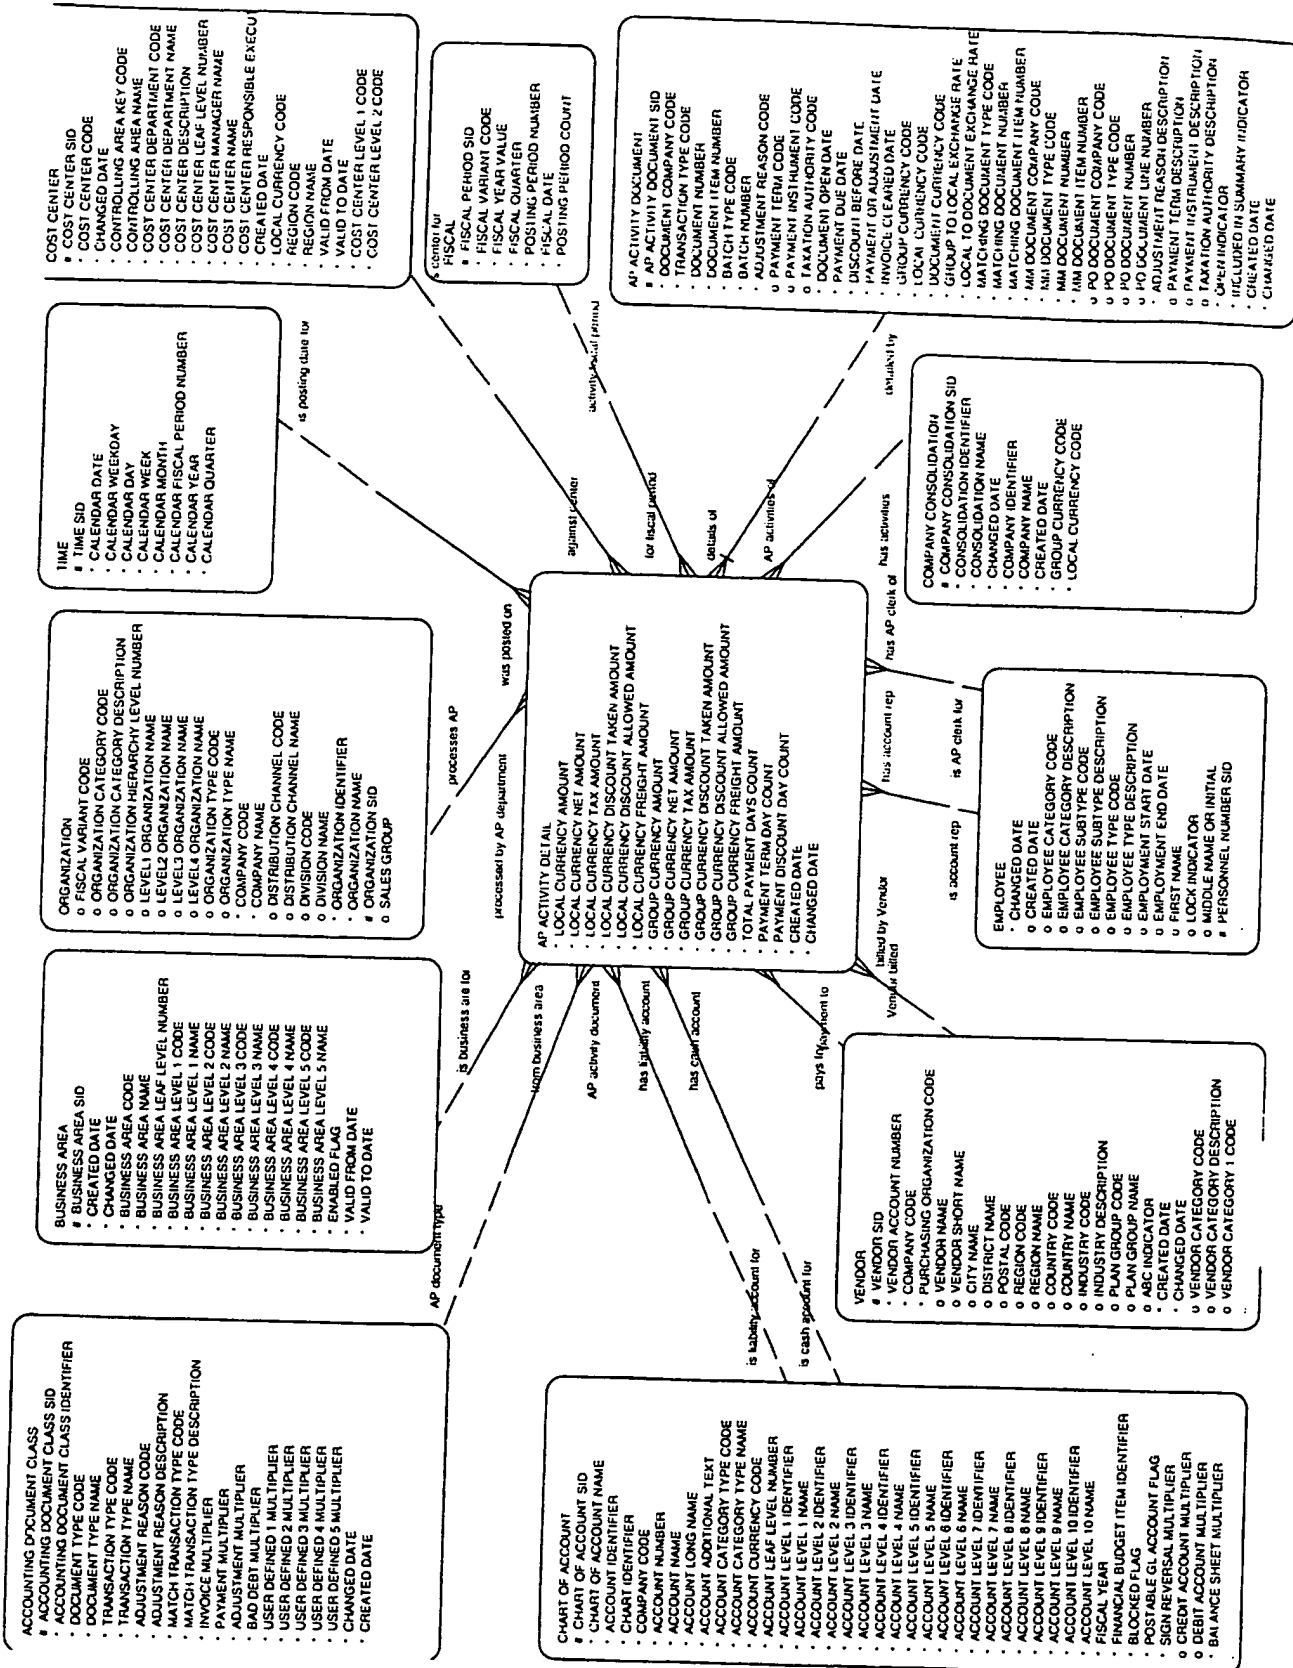 ACCOUNTING DOCUMENT CLASS
# ACCOUNTING DOCUMENT CLASS SID
· ACCOUNTING DOCUMENT CLASS IDENTIFIER
· DOCUMENT TYPE CODE
· DOCUMENT TYPE NAME
· TRANSACTION TYPE CODE
· TRANSACTION TYPE NAME
· ADJUSTMENT REASON CODE
· ADJUSTMENT REASON DESCRIPTION
· MATCH TRANSACTION TYPE CODE
· MATCH TRANSACTION TYPE DESCRIPTION
· INVOICE MULTIPLIER
· PAYMENT MULTIPLIER
· ADJUSTMENT MULTIPLIER
· BAD DEBT MULTIPLIER
· USER DEFINED 1 MULTIPLIER
· USER DEFINED 2 MULTIPLIER
· USER DEFINED 3 MULTIPLIER
· USER DEFINED 4 MULTIPLIER
· USER DEFINED 5 MULTIPLIER
· CHANGED DATE
· CREATED DATE
BUSINESS AREA
# BUSINESS AREA SID
· CREATED DATE
· CHANGED DATE
· BUSINESS AREA CODE
· BUSINESS AREA NAME
· BUSINESS AREA LEAF LEVEL NUMBER
· BUSINESS AREA LEVEL 1 CODE
· BUSINESS AREA LEVEL 1 NAME
· BUSINESS AREA LEVEL 2 CODE
· BUSINESS AREA LEVEL 2 NAME
· BUSINESS AREA LEVEL 3 CODE
· BUSINESS AREA LEVEL 3 NAME
· BUSINESS AREA LEVEL 4 CODE
· BUSINESS AREA LEVEL 4 NAME
· BUSINESS AREA LEVEL 5 CODE
· BUSINESS AREA LEVEL 5 NAME
· ENABLED FLAG
· VALID FROM DATE
· VALID TO DATE
ORGANIZATION
o FISCAL VARIANT CODE
o ORGANIZATION CATEGORY CODE
o ORGANIZATION CATEGORY DESCRIPTION
o ORGANIZATION HIERARCHY LEVEL NUMBER
o LEVEL1 ORGANIZATION NAME
o LEVEL2 ORGANIZATION NAME
o LEVEL3 ORGANIZATION NAME
o LEVEL4 ORGANIZATION NAME
o ORGANIZATION TYPE CODE
o ORGANIZATION TYPE NAME
· COMPANY CODE
· COMPANY NAME
o DISTRIBUTION CHANNEL CODE
o DISTRIBUTION CHANNEL NAME
o DIVISION CODE
o DIVISION NAME
· ORGANIZATION IDENTIFIER
· ORGANIZATION NAME
# ORGANIZATION SID
o SALES GROUP
TIME
# TIME SID
· CALENDAR DATE
· CALENDAR WEEKDAY
· CALENDAR DAY
· CALENDAR WEEK
· CALENDAR MONTH
· CALENDAR FISCAL PERIOD NUMBER
· CALENDAR YEAR
· CALENDAR QUARTER
COST CENTER
# COST CENTER SID
· COST CENTER CODE
· CHANGED DATE
· CONTROLLING AREA KEY CODE
· CONTROLLING AREA NAME
· COST CENTER DEPARTMENT CODE
· COST CENTER DEPARTMENT NAME
· COST CENTER DESCRIPTION
· COST CENTER LEAF LEVEL NUMBER
· COST CENTER MANAGER NAME
· COST CENTER NAME
· COST CENTER RESPONSIBLE EXECU
· CREATED DATE
· LOCAL CURRENCY CODE
· REGION CODE
· REGION NAME
· VALID FROM DATE
· VALID TO DATE
· COST CENTER LEVEL 1 CODE
· COST CENTER LEVEL 2 CODE
AP document type
is business are for
from business area
AP activity document
processes AP
processed by AP department
was posted on
is posting date for
against center
s center for
FISCAL
# FISCAL PERIOD SID
· FISCAL VARIANT CODE
· FISCAL YEAR VALUE
· FISCAL QUARTER
· POSTING PERIOD NUMBER
· FISCAL DATE
· POSTING PERIOD COUNT
activity fiscal period
for fiscal period
details of
detailed by
AP activities of
has activities
AP ACTIVITY DETAIL
· LOCAL CURRENCY AMOUNT
· LOCAL CURRENCY NET AMOUNT
· LOCAL CURRENCY TAX AMOUNT
· LOCAL CURRENCY DISCOUNT TAKEN AMOUNT
· LOCAL CURRENCY DISCOUNT ALLOWED AMOUNT
· LOCAL CURRENCY FREIGHT AMOUNT
· GROUP CURRENCY AMOUNT
· GROUP CURRENCY NET AMOUNT
· GROUP CURRENCY TAX AMOUNT
· GROUP CURRENCY DISCOUNT TAKEN AMOUNT
· GROUP CURRENCY DISCOUNT ALLOWED AMOUNT
· GROUP CURRENCY FREIGHT AMOUNT
· TOTAL PAYMENT DAYS COUNT
· PAYMENT TERM DAY COUNT
· PAYMENT DISCOUNT DAY COUNT
· CREATED DATE
· CHANGED DATE
AP ACTIVITY DOCUMENT
# AP ACTIVITY DOCUMENT SID
· DOCUMENT COMPANY CODE
· TRANSACTION TYPE CODE
· DOCUMENT NUMBER
· DOCUMENT ITEM NUMBER
· BATCH TYPE CODE
· BATCH NUMBER
· ADJUSTMENT REASON CODE
o PAYMENT TERM CODE
o PAYMENT INSTRUMENT CODE
o TAXATION AUTHORITY CODE
· DOCUMENT OPEN DATE
· PAYMENT DUE DATE
· DISCOUNT BEFORE DATE
· PAYMENT OR ADJUSTMENT DATE
· INVOICE CLEARED DATE
· GROUP CURRENCY CODE
· LOCAL CURRENCY CODE
· DOCUMENT CURRENCY CODE
· GROUP TO LOCAL EXCHANGE RATE
· LOCAL TO DOCUMENT EXCHANGE RATE
· MATCHING DOCUMENT TYPE CODE
· MATCHING DOCUMENT NUMBER
· MATCHING DOCUMENT ITEM NUMBER
· MM DOCUMENT COMPANY CODE
· MM DOCUMENT TYPE CODE
· MM DOCUMENT NUMBER
· MM DOCUMENT ITEM NUMBER
o PO DOCUMENT COMPANY CODE
o PO DOCUMENT TYPE CODE
o PO DOCUMENT NUMBER
o PO DOCUMENT LINE NUMBER
· ADJUSTMENT REASON DESCRIPTION
o PAYMENT TERM DESCRIPTION
o PAYMENT INSTRUMENT DESCRIPTION
o TAXATION AUTHORITY DESCRIPTION
· OPEN INDICATOR
· INCLUDED IN SUMMARY INDICATOR
· CREATED DATE
· CHANGED DATE
has liability account
has cash account
is liability account for
is cash account for
pays for
payment to
billed by Vendor
Vendor billed
has account rep
is account rep
has AP clerk of
is AP clerk for
CHART OF ACCOUNT
# CHART OF ACCOUNT SID
· CHART OF ACCOUNT NAME
· ACCOUNT IDENTIFIER
· CHART IDENTIFIER
· COMPANY CODE
· ACCOUNT NUMBER
· ACCOUNT NAME
· ACCOUNT LONG NAME
· ACCOUNT ADDITIONAL TEXT
· ACCOUNT CATEGORY TYPE CODE
· ACCOUNT CATEGORY TYPE NAME
· ACCOUNT CURRENCY CODE
· ACCOUNT LEAF LEVEL NUMBER
· ACCOUNT LEVEL 1 IDENTIFIER
· ACCOUNT LEVEL 1 NAME
· ACCOUNT LEVEL 2 IDENTIFIER
· ACCOUNT LEVEL 2 NAME
· ACCOUNT LEVEL 3 IDENTIFIER
· ACCOUNT LEVEL 3 NAME
· ACCOUNT LEVEL 4 IDENTIFIER
· ACCOUNT LEVEL 4 NAME
· ACCOUNT LEVEL 5 IDENTIFIER
· ACCOUNT LEVEL 5 NAME
· ACCOUNT LEVEL 6 IDENTIFIER
· ACCOUNT LEVEL 6 NAME
· ACCOUNT LEVEL 7 IDENTIFIER
· ACCOUNT LEVEL 7 NAME
· ACCOUNT LEVEL 8 IDENTIFIER
· ACCOUNT LEVEL 8 NAME
· ACCOUNT LEVEL 9 IDENTIFIER
· ACCOUNT LEVEL 9 NAME
· ACCOUNT LEVEL 10 IDENTIFIER
· ACCOUNT LEVEL 10 NAME
· FISCAL YEAR
· FINANCIAL BUDGET ITEM IDENTIFIER
· BLOCKED FLAG
· POSTABLE GL ACCOUNT FLAG
· SIGN REVERSAL MULTIPLIER
o CREDIT ACCOUNT MULTIPLIER
o DEBIT ACCOUNT MULTIPLIER
· BALANCE SHEET MULTIPLIER
VENDOR
# VENDOR SID
· VENDOR ACCOUNT NUMBER
· COMPANY CODE
· PURCHASING ORGANIZATION CODE
o VENDOR NAME
o VENDOR SHORT NAME
o CITY NAME
o DISTRICT NAME
o POSTAL CODE
o REGION CODE
o REGION NAME
o COUNTRY CODE
o COUNTRY NAME
o INDUSTRY CODE
o INDUSTRY DESCRIPTION
o PLAN GROUP CODE
o PLAN GROUP NAME
o ABC INDICATOR
· CREATED DATE
· CHANGED DATE
o VENDOR CATEGORY CODE
o VENDOR CATEGORY DESCRIPTION
o VENDOR CATEGORY 1 CODE
EMPLOYEE
· CHANGED DATE
o CREATED DATE
o EMPLOYEE CATEGORY CODE
o EMPLOYEE CATEGORY DESCRIPTION
o EMPLOYEE SUBTYPE CODE
o EMPLOYEE SUBTYPE DESCRIPTION
o EMPLOYEE TYPE CODE
o EMPLOYEE TYPE DESCRIPTION
o EMPLOYMENT START DATE
o EMPLOYMENT END DATE
o FIRST NAME
o LOCK INDICATOR
o MIDDLE NAME OR INITIAL
# PERSONNEL NUMBER SID
COMPANY CONSOLIDATION
# COMPANY CONSOLIDATION SID
· CONSOLIDATION IDENTIFIER
· CONSOLIDATION NAME
· CHANGED DATE
· COMPANY IDENTIFIER
· COMPANY NAME
· CREATED DATE
· GROUP CURRENCY CODE
· LOCAL CURRENCY CODE